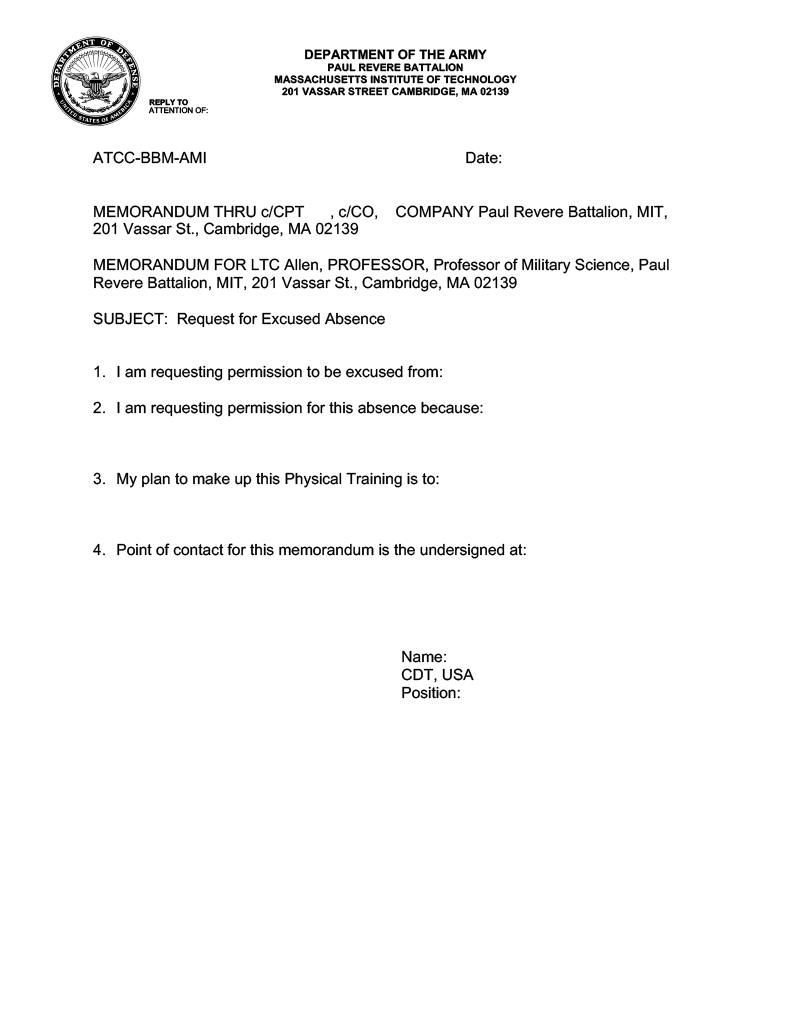 DEPARTMENT OF DEFENSE
UNITED STATES OF AMERICA
DEPARTMENT OF THE ARMY
PAUL REVERE BATTALION
MASSACHUSETTS INSTITUTE OF TECHNOLOGY
201 VASSAR STREET CAMBRIDGE, MA 02139
REPLY TO
ATTENTION OF:
ATCC-BBM-AMI Date:
MEMORANDUM THRU c/CPT , c/CO, COMPANY Paul Revere Battalion, MIT,
201 Vassar St., Cambridge, MA 02139
MEMORANDUM FOR LTC Allen, PROFESSOR, Professor of Military Science, Paul
Revere Battalion, MIT, 201 Vassar St., Cambridge, MA 02139
SUBJECT: Request for Excused Absence
1. I am requesting permission to be excused from:
2. I am requesting permission for this absence because:
3. My plan to make up this Physical Training is to:
4. Point of contact for this memorandum is the undersigned at:
Name:
CDT, USA
Position: